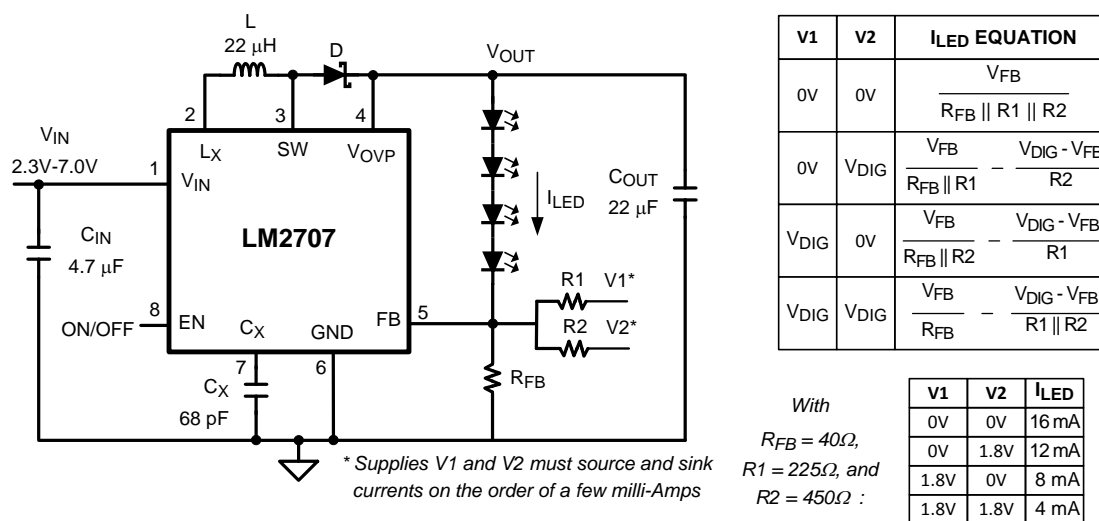 L
22 μH
D
VOUT
2
3
4
VIN
2.3V-7.0V
1
LX
SW
VOVP
VIN
CIN
4.7 μF
LM2707
ILED
COUT
22 μF
ON/OFF
8
EN
CX
GND
FB
5
R1
V1*
R2
V2*
7
6
CX
68 pF
RFB
* Supplies V1 and V2 must source and sink
currents on the order of a few milli-Amps
V1 V2 ILED EQUATION
0V 0V VFB / RFB || R1 || R2
0V VDIG VFB / RFB || R1 – VDIG - VFB / R2
VDIG 0V VFB / RFB || R2 – VDIG - VFB / R1
VDIG VDIG VFB / RFB – VDIG - VFB / R1 || R2
With
RFB = 40Ω,
R1 = 225Ω, and
R2 = 450Ω :
V1 V2 ILED
0V 0V 16 mA
0V 1.8V 12 mA
1.8V 0V 8 mA
1.8V 1.8V 4 mA